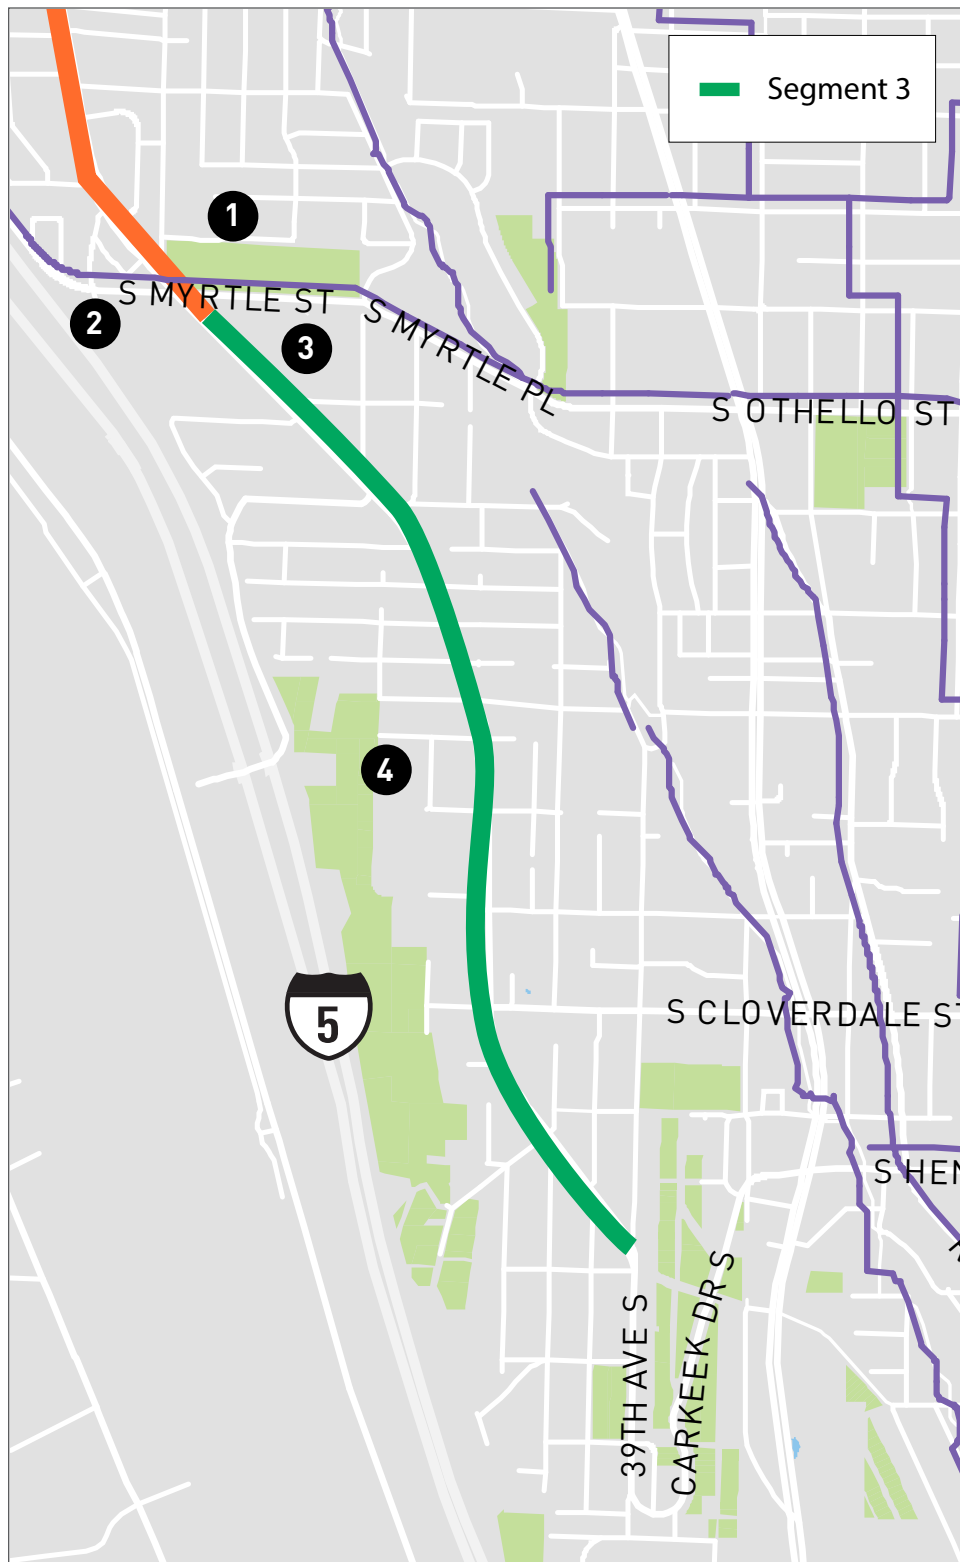 Segment 3
1
S MYRTLE ST
2
3
S MYRTLE PL
S OTHELLO ST
4
5
S CLOVERDALE ST
S HEN
39TH AVE S
CARKEEK DR S